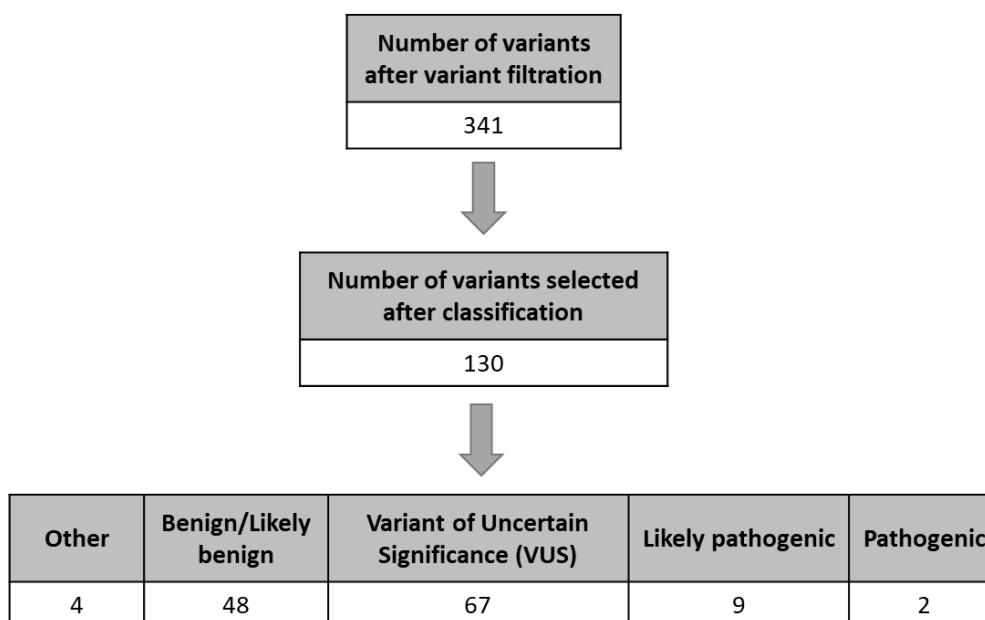 Number of variants
after variant filtration
341
Number of variants selected
after classification
130
Other
Benign/Likely
benign
Variant of Uncertain
Significance (VUS)
Likely pathogenic
Pathogenic
4
48
67
9
2